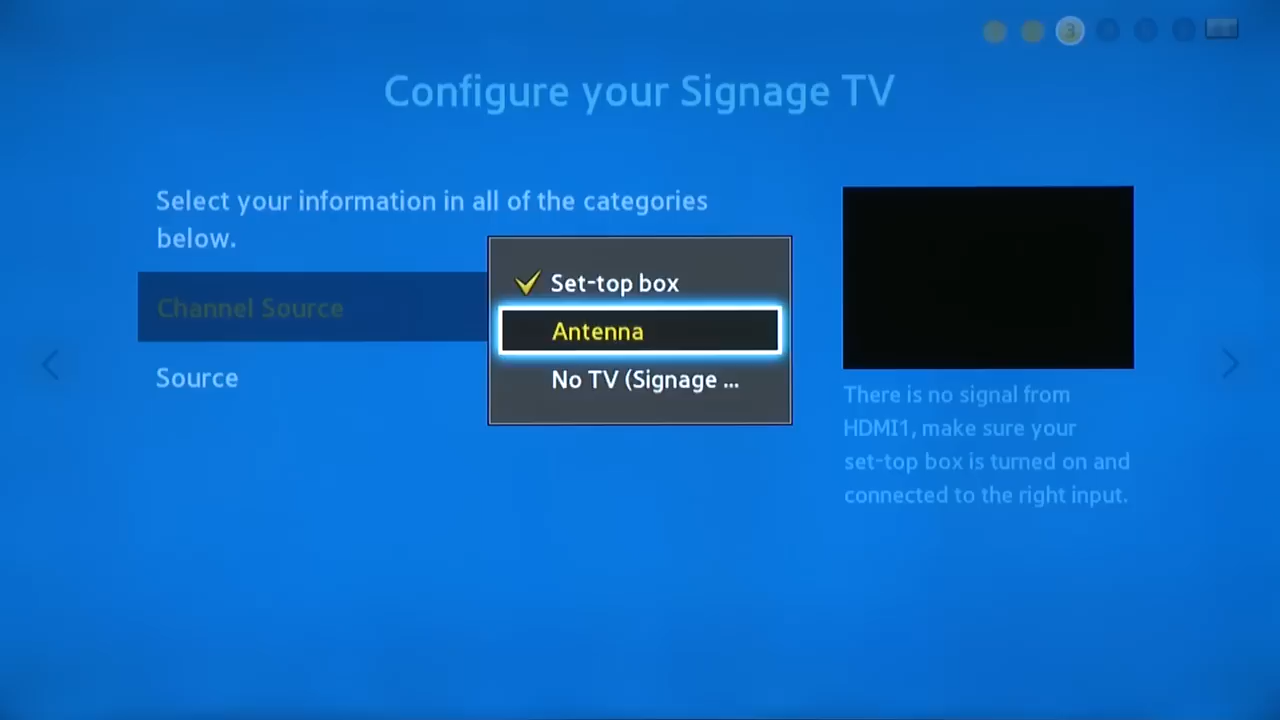 3
Configure your Signage TV
Select your information in all of the categories
below.
Channel Source
Source
Set-top box
Antenna
No TV (Signage ...
There is no signal from
HDMI1, make sure your
set-top box is turned on and
connected to the right input.